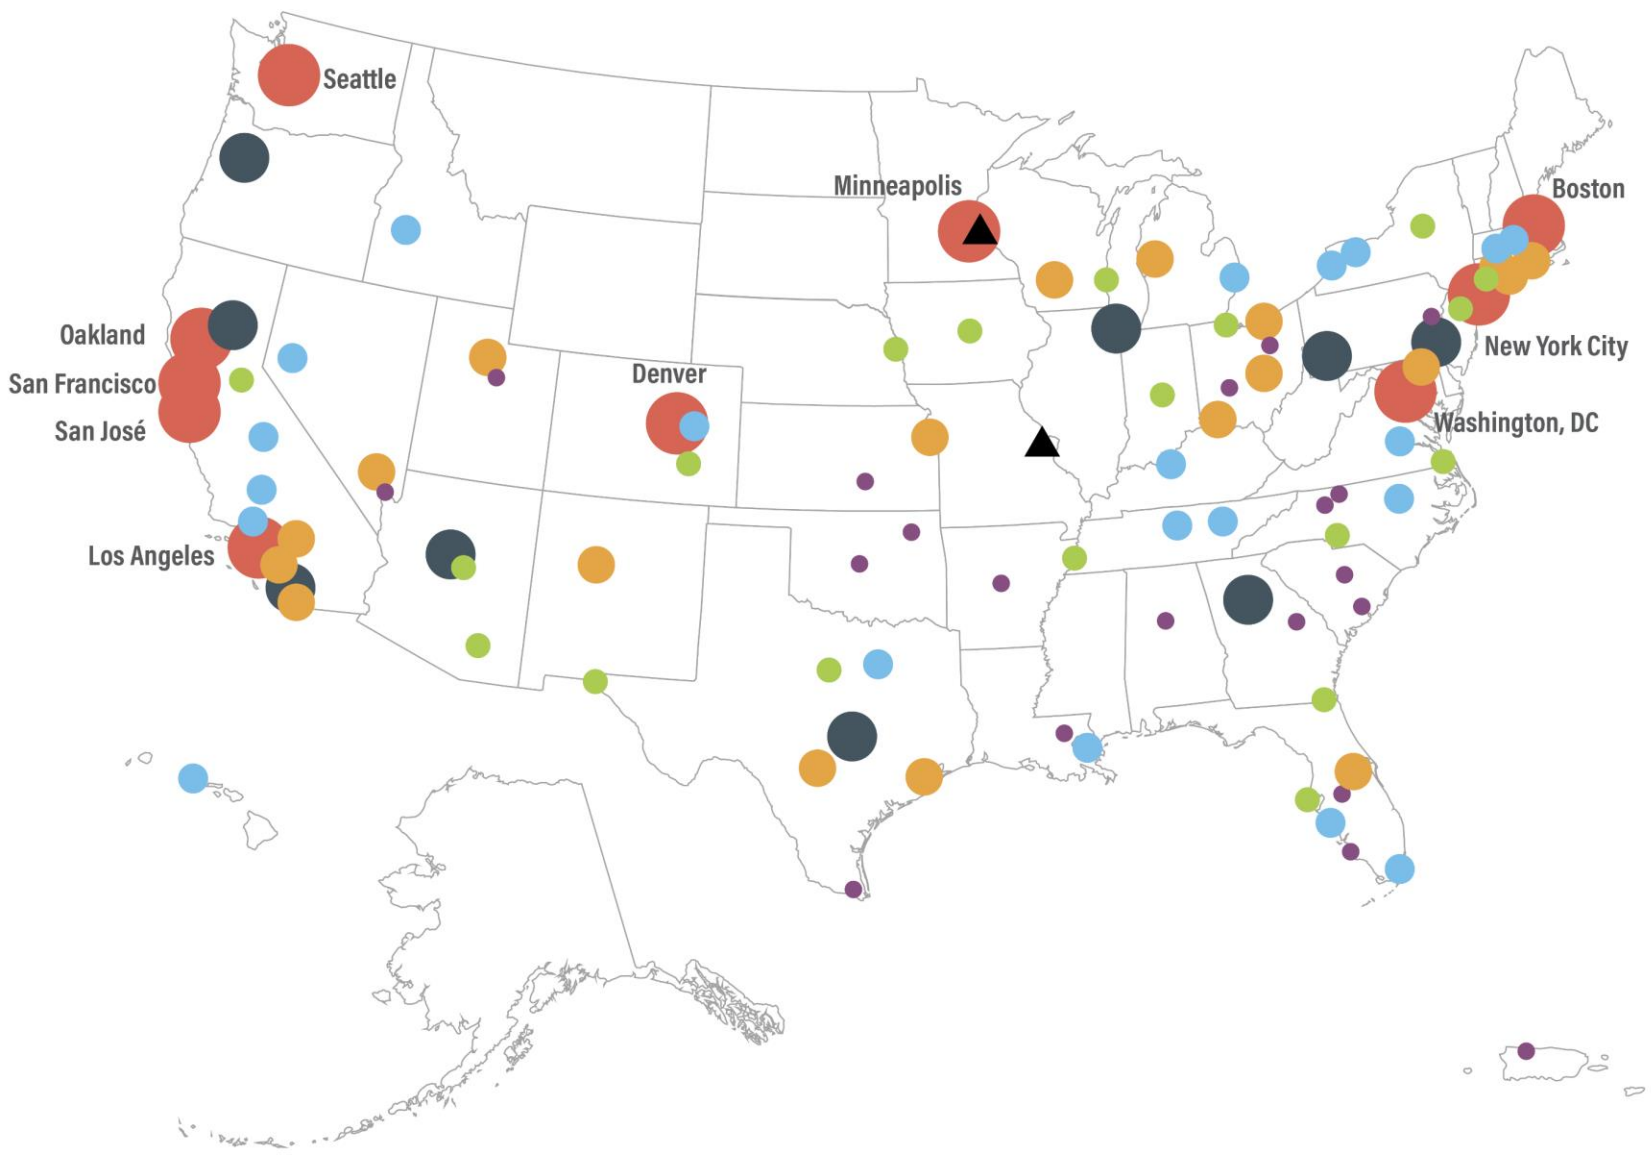 Seattle
Minneapolis
Boston
Oakland
New York City
San Francisco
Denver
Washington, DC
San José
Los Angeles